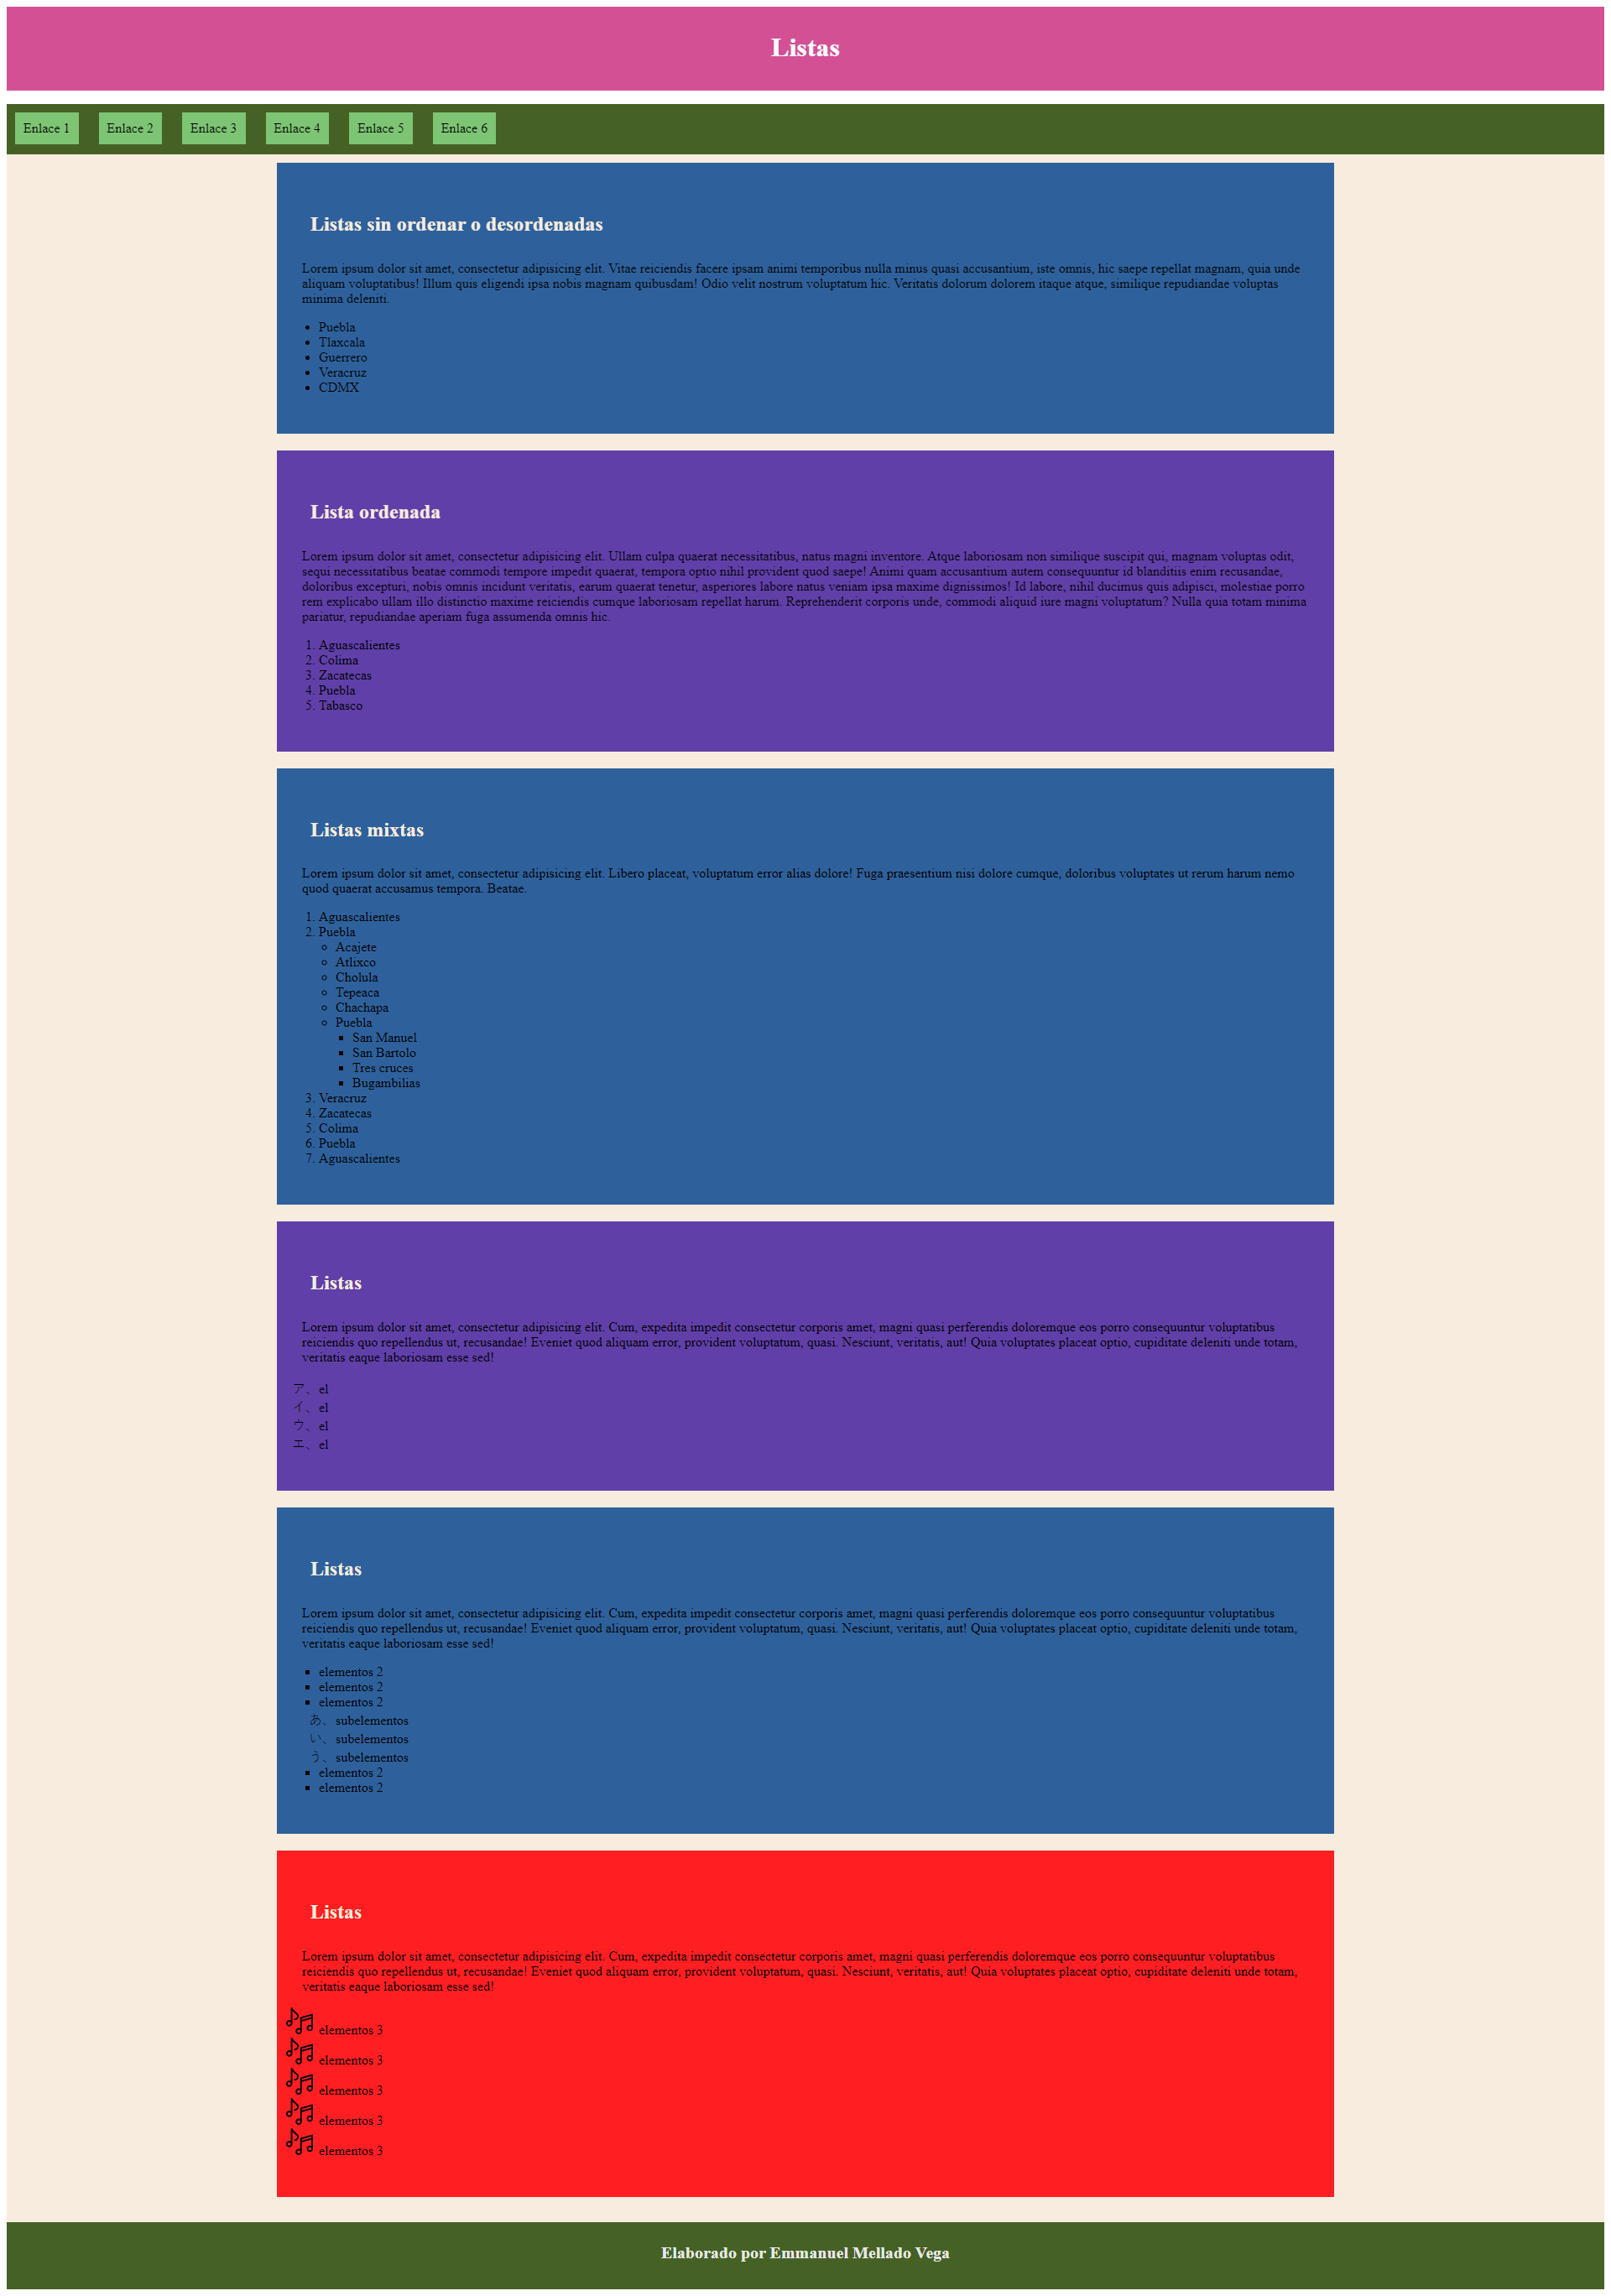 Listas
Enlace 1 Enlace 2 Enlace 3 Enlace 4 Enlace 5 Enlace 6
Listas sin ordenar o desordenadas
Lorem ipsum dolor sit amet, consectetur adipisicing elit. Vitae reiciendis facere ipsam animi temporibus nulla minus quasi accusantium, iste omnis, hic saepe repellat magnam, quia unde
aliquam voluptatibus! Illum quis eligendi ipsa nobis magnam quibusdam! Odio velit nostrum voluptatum hic. Veritatis dolorum dolorem itaque atque, similique repudiandae voluptas
minima deleniti.
• Puebla
• Tlaxcala
• Guerrero
• Veracruz
• CDMX
Lista ordenada
Lorem ipsum dolor sit amet, consectetur adipisicing elit. Ullam culpa quaerat necessitatibus, natus magni inventore. Atque laboriosam non similique suscipit qui, magnam voluptas odit,
sequi necessitatibus beatae commodi tempore impedit quaerat, tempora optio nihil provident quod saepe! Animi quam accusantium autem consequuntur id blanditiis enim recusandae,
doloribus excepturi, nobis omnis incidunt veritatis, earum quaerat tenetur, asperiores labore natus veniam ipsa maxime dignissimos! Id labore, nihil ducimus quis adipisci, molestiae porro
rem explicabo ullam illo distinctio maxime reiciendis cumque laboriosam repellat harum. Reprehenderit corporis unde, commodi aliquid iure magni voluptatum? Nulla quia totam minima
pariatur, repudiandae aperiam fuga assumenda omnis hic.
1. Aguascalientes
2. Colima
3. Zacatecas
4. Puebla
5. Tabasco
Listas mixtas
Lorem ipsum dolor sit amet, consectetur adipisicing elit. Libero placeat, voluptatum error alias dolore! Fuga praesentium nisi dolore cumque, doloribus voluptates ut rerum harum nemo
quod quaerat accusamus tempora. Beatae.
1. Aguascalientes
2. Puebla
◦ Acajete
◦ Atlixco
◦ Cholula
◦ Tepeaca
◦ Chachapa
◦ Puebla
▪ San Manuel
▪ San Bartolo
▪ Tres cruces
▪ Bugambilias
3. Veracruz
4. Zacatecas
5. Colima
6. Puebla
7. Aguascalientes
Listas
Lorem ipsum dolor sit amet, consectetur adipisicing elit. Cum, expedita impedit consectetur corporis amet, magni quasi perferendis doloremque eos porro consequuntur voluptatibus
reiciendis quo repellendus ut, recusandae! Eveniet quod aliquam error, provident voluptatum, quasi. Nesciunt, veritatis, aut! Quia voluptates placeat optio, cupiditate deleniti unde totam,
veritatis eaque laboriosam esse sed!
ア、el
イ、el
ウ、el
エ、el
Listas
Lorem ipsum dolor sit amet, consectetur adipisicing elit. Cum, expedita impedit consectetur corporis amet, magni quasi perferendis doloremque eos porro consequuntur voluptatibus
reiciendis quo repellendus ut, recusandae! Eveniet quod aliquam error, provident voluptatum, quasi. Nesciunt, veritatis, aut! Quia voluptates placeat optio, cupiditate deleniti unde totam,
veritatis eaque laboriosam esse sed!
▪ elementos 2
▪ elementos 2
▪ elementos 2
あ、subelementos
い、subelementos
う、subelementos
▪ elementos 2
▪ elementos 2
Listas
Lorem ipsum dolor sit amet, consectetur adipisicing elit. Cum, expedita impedit consectetur corporis amet, magni quasi perferendis doloremque eos porro consequuntur voluptatibus
reiciendis quo repellendus ut, recusandae! Eveniet quod aliquam error, provident voluptatum, quasi. Nesciunt, veritatis, aut! Quia voluptates placeat optio, cupiditate deleniti unde totam,
veritatis eaque laboriosam esse sed!
elementos 3
elementos 3
elementos 3
elementos 3
elementos 3
Elaborado por Emmanuel Mellado Vega